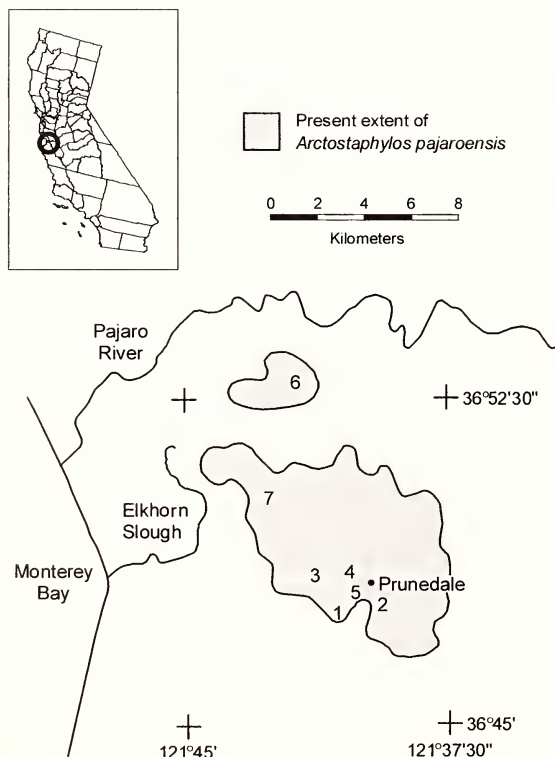 Present extent of
Arctostaphylos pajaroensis
0 2 4 6 8
Kilometers
Pajaro
River
6
36°52'30"
7
Elkhorn
Slough
Monterey
Bay
3
4
Prunedale
5
1
2
36°45'
121°45'
121°37'30"